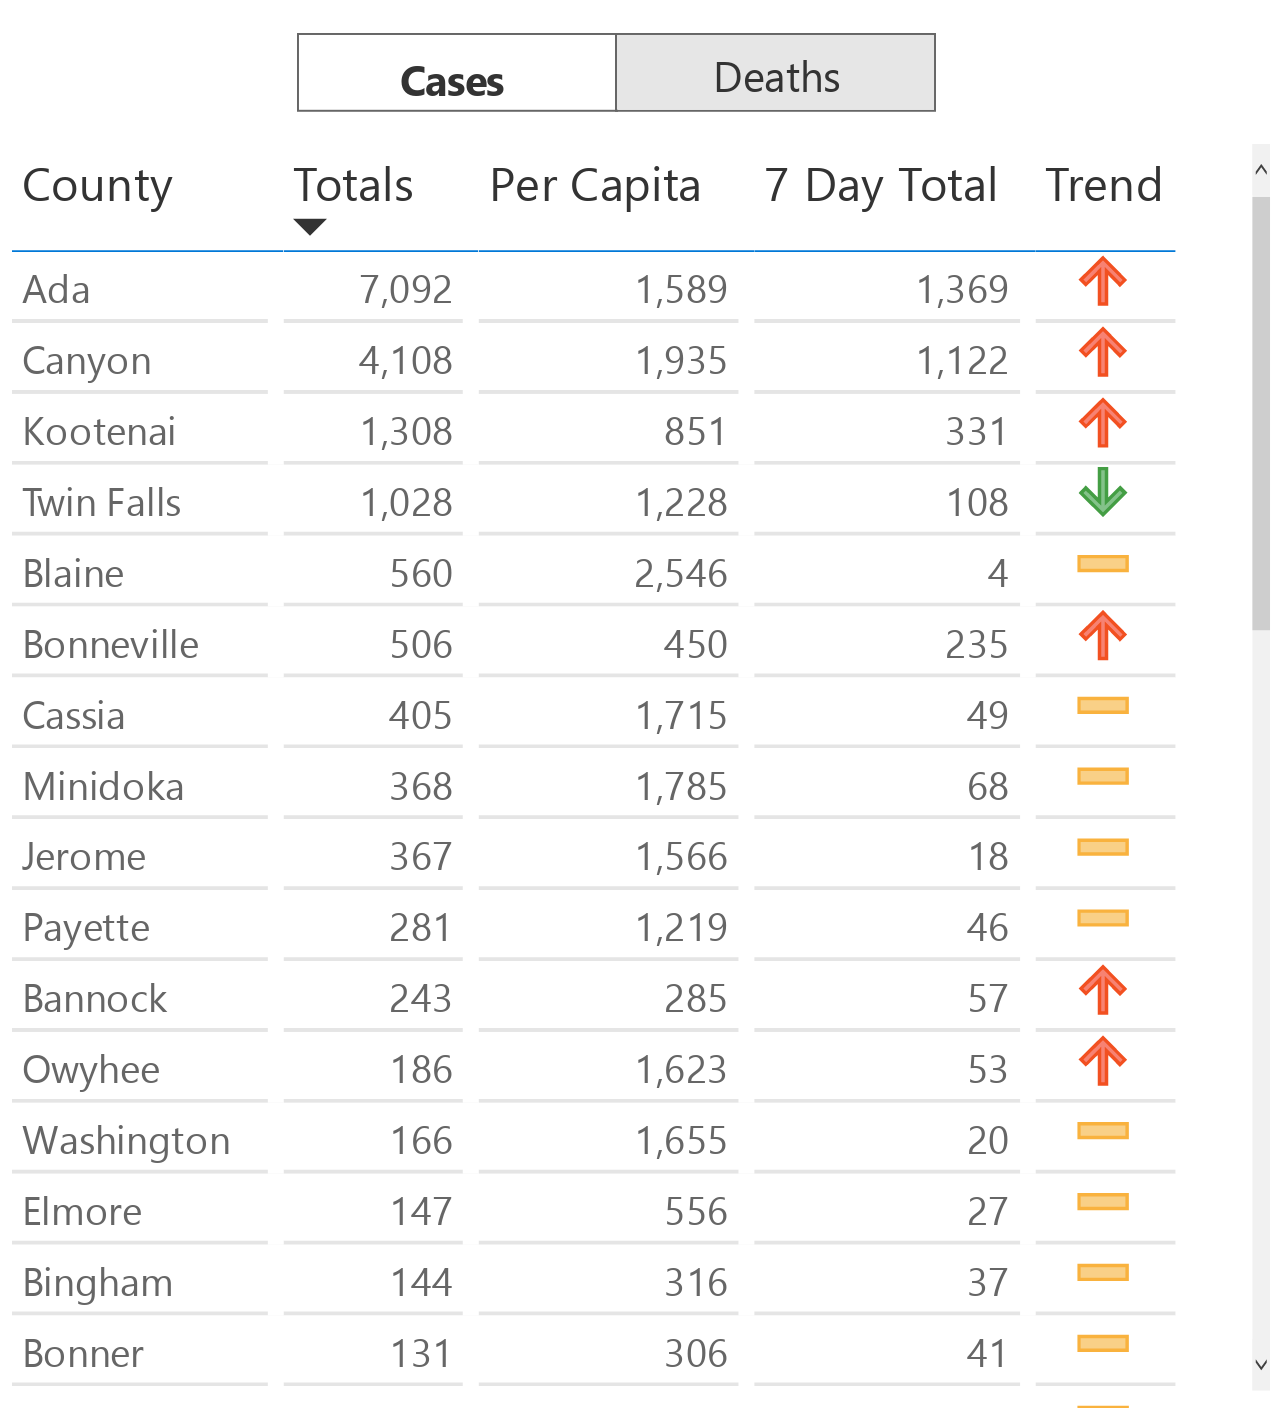 Cases Deaths
County Totals Per Capita 7 Day Total Trend
Ada 7,092 1,589 1,369
Canyon 4,108 1,935 1,122
Kootenai 1,308 851 331
Twin Falls 1,028 1,228 108
Blaine 560 2,546 4
Bonneville 506 450 235
Cassia 405 1,715 49
Minidoka 368 1,785 68
Jerome 367 1,566 18
Payette 281 1,219 46
Bannock 243 285 57
Owyhee 186 1,623 53
Washington 166 1,655 20
Elmore 147 556 27
Bingham 144 316 37
Bonner 131 306 41